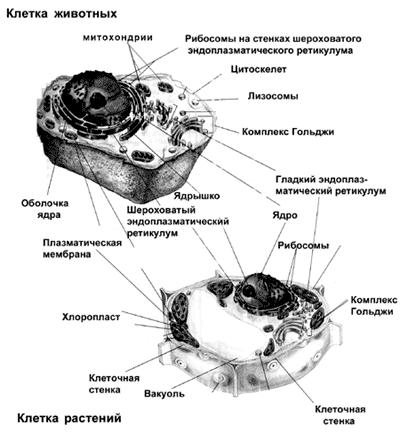 Клетка животных
митохондрии
Рибосомы на стенках шероховатого
эндоплазматического ретикулума
Цитоскелет
Лизосомы
Комплекс Гольджи
Гладкий эндоплаз-
матический ретикулум
Ядрышко
Оболочка
ядра
Шероховатый
эндоплазматический
ретикулум
Ядро
Плазматическая
мембрана
Рибосомы
Комплекс
Гольджи
Хлоропласт
Клеточная
стенка
Вакуоль
Клеточная
стенка
Клетка растений